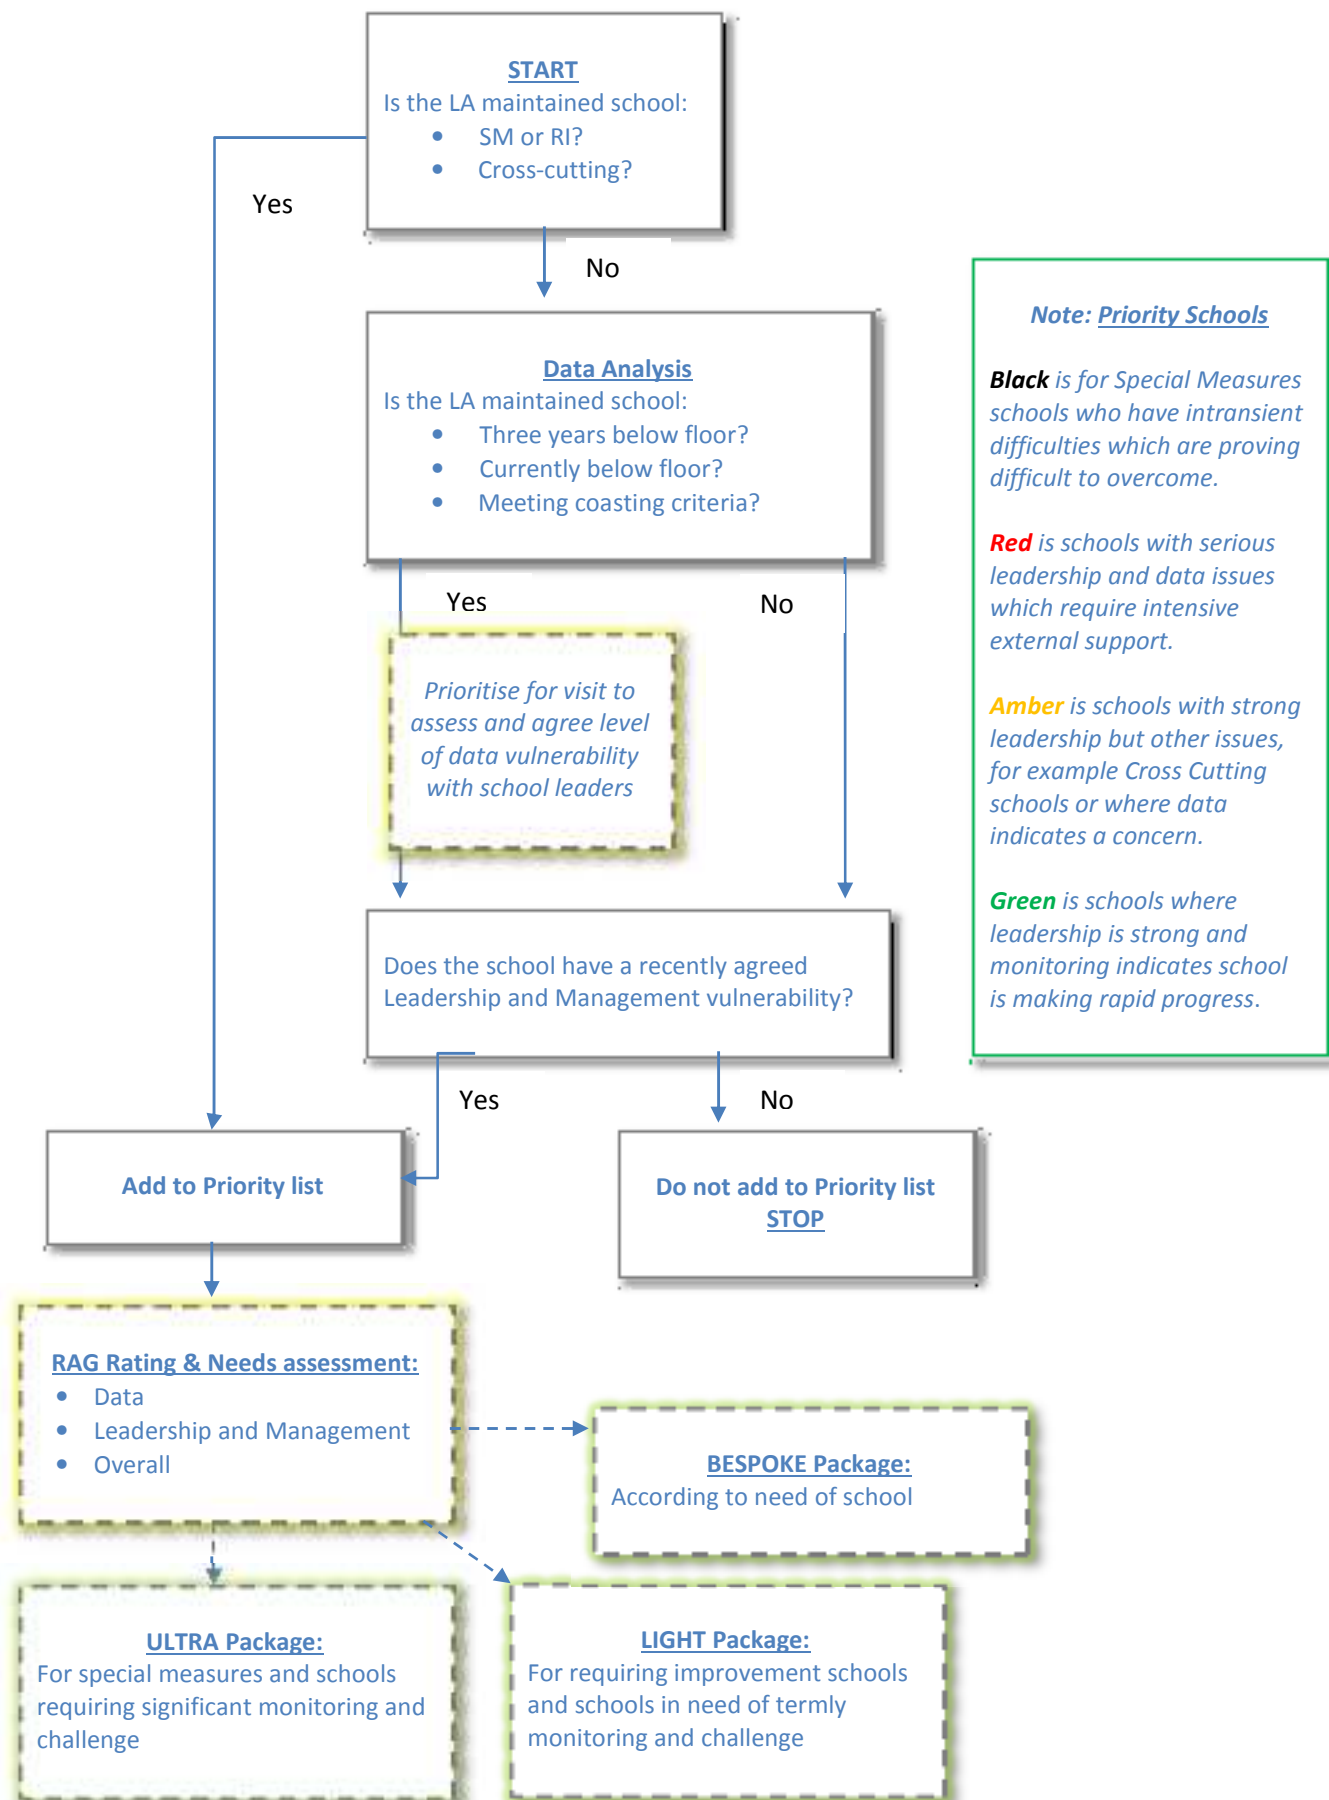 START
Is the LA maintained school:
• SM or RI?
• Cross-cutting?
Yes
No
Data Analysis
Is the LA maintained school:
• Three years below floor?
• Currently below floor?
• Meeting coasting criteria?
Yes
No
Prioritise for visit to
assess and agree level
of data vulnerability
with school leaders
Does the school have a recently agreed
Leadership and Management vulnerability?
Yes
No
Add to Priority list
Do not add to Priority list
STOP
RAG Rating & Needs assessment:
• Data
• Leadership and Management
• Overall
BESPOKE Package:
According to need of school
ULTRA Package:
For special measures and schools
requiring significant monitoring and
challenge
LIGHT Package:
For requiring improvement schools
and schools in need of termly
monitoring and challenge
Note: Priority Schools
Black is for Special Measures
schools who have intransient
difficulties which are proving
difficult to overcome.
Red is schools with serious
leadership and data issues
which require intensive
external support.
Amber is schools with strong
leadership but other issues,
for example Cross Cutting
schools or where data
indicates a concern.
Green is schools where
leadership is strong and
monitoring indicates school
is making rapid progress.